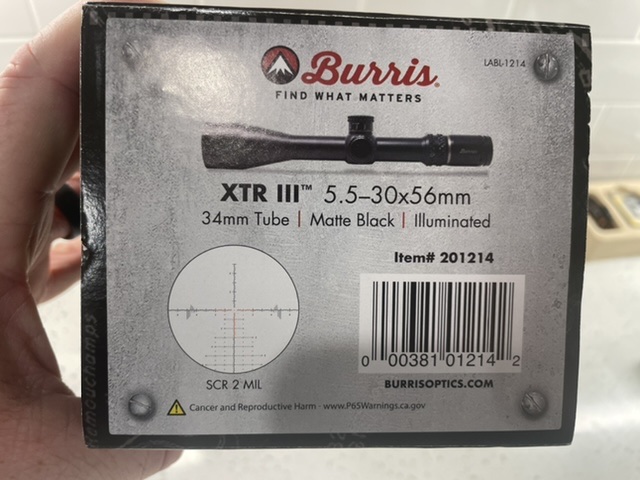 Burris®
LABL-1214
FIND WHAT MATTERS
XTR III™ 5.5–30x56mm
34mm Tube | Matte Black | Illuminated
Item# 201214
0 00381 01214 2
SCR 2 MIL
BURRISOPTICS.COM
Cancer and Reproductive Harm - www.P65Warnings.ca.gov